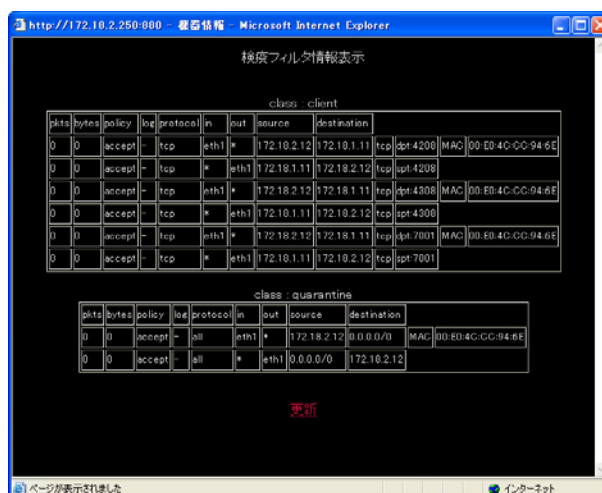 http://172.18.2.250:880 - 機器情報 - Microsoft Internet Explorer
検疫フィルタ情報表示
class : client
pkts bytes policy log protocol in out source destination
0 0 accept - tcp eth1 * 172.18.2.12 172.18.1.11 tcp dpt:4208 MAC 00:E0:4C:CC:94:6E
0 0 accept - tcp * eth1 172.18.1.11 172.18.2.12 tcp spt:4208
0 0 accept - tcp eth1 * 172.18.2.12 172.18.1.11 tcp dpt:4308 MAC 00:E0:4C:CC:94:6E
0 0 accept - tcp * eth1 172.18.1.11 172.18.2.12 tcp spt:4308
0 0 accept - tcp eth1 * 172.18.2.12 172.18.1.11 tcp dpt:7001 MAC 00:E0:4C:CC:94:6E
0 0 accept - tcp * eth1 172.18.1.11 172.18.2.12 tcp spt:7001
class : quarantine
pkts bytes policy log protocol in out source destination
0 0 accept - all eth1 * 172.18.2.12 0.0.0.0/0 MAC 00:E0:4C:CC:94:6E
0 0 accept - all * eth1 0.0.0.0/0 172.18.2.12
更新
ページが表示されました インターネット